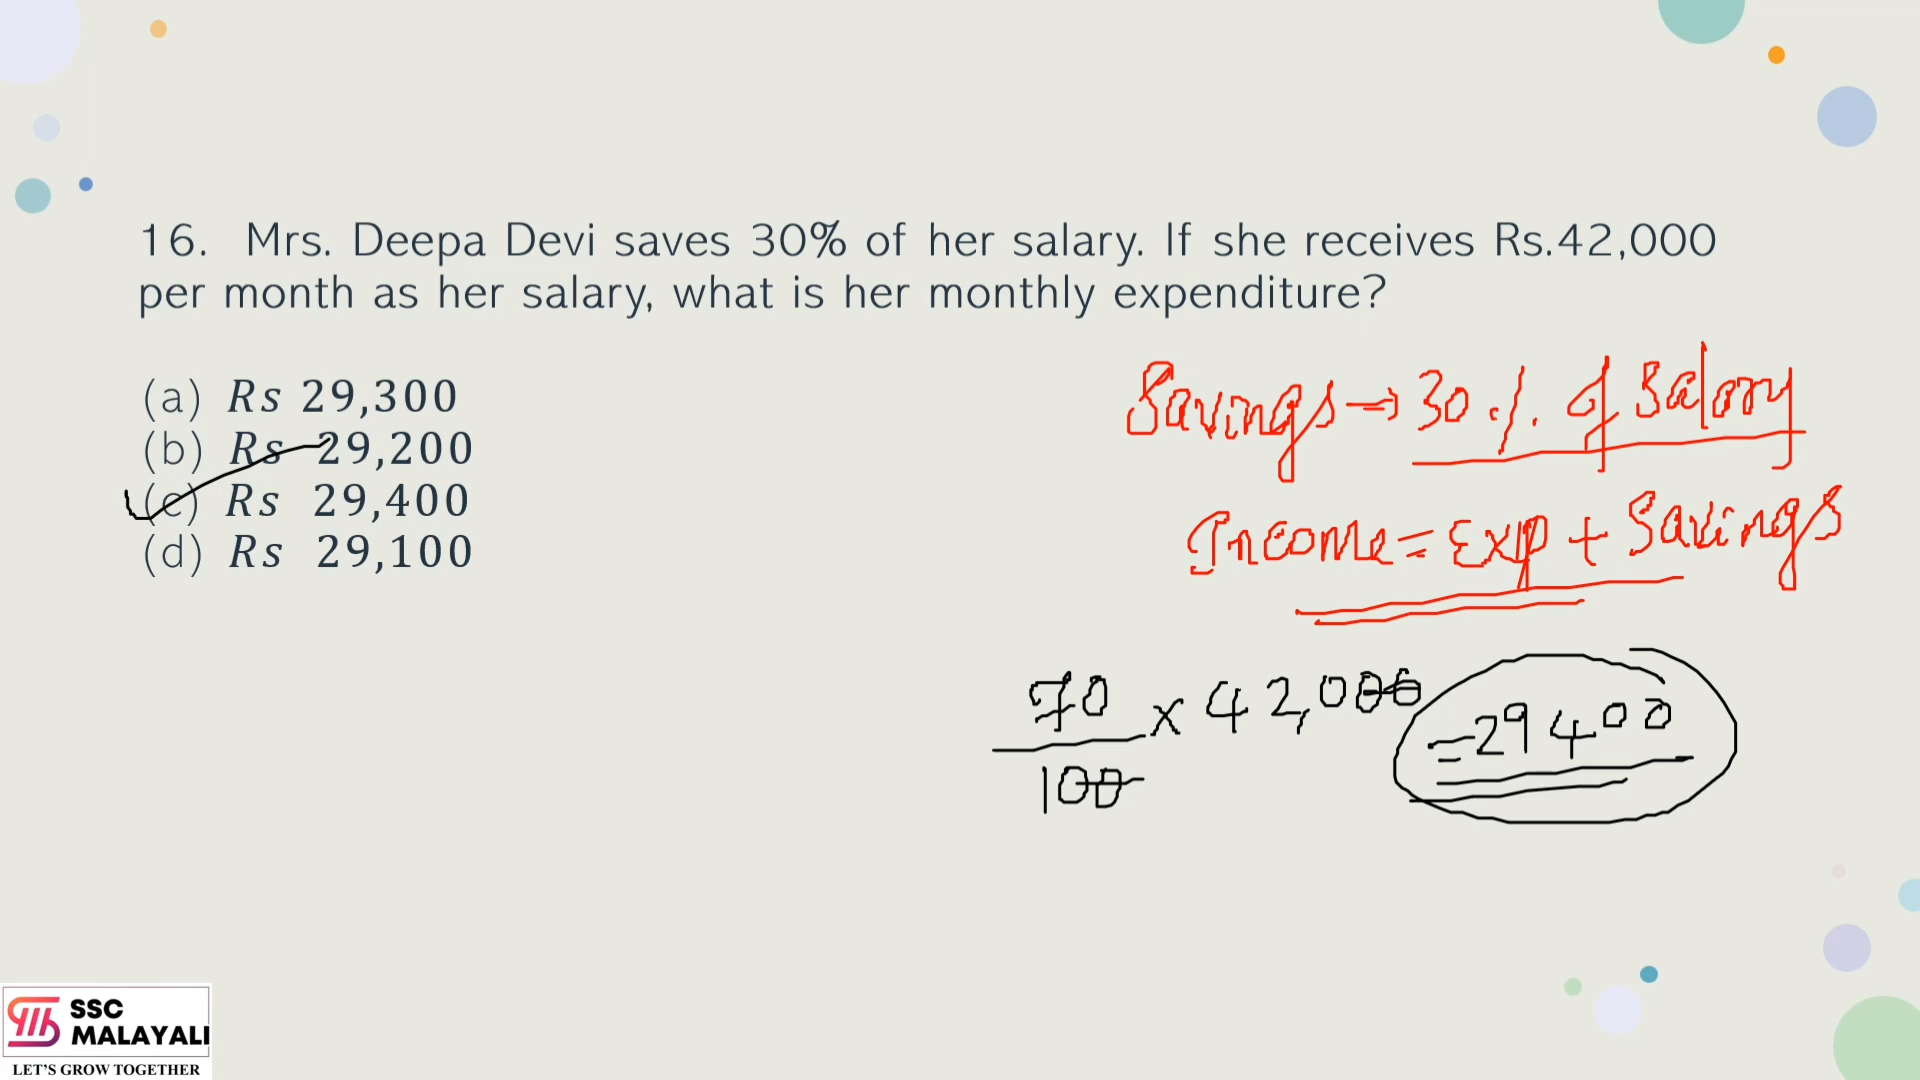 16. Mrs. Deepa Devi saves 30% of her salary. If she receives Rs.42,000
per month as her salary, what is her monthly expenditure?
(a) Rs 29,300
(b) Rs 29,200
(c) Rs 29,400
(d) Rs 29,100
Savings → 30 % of Salary
Income = Exp + Savings
70
100
x 42,000
= 29400
SSC
MALAYALI
LET'S GROW TOGETHER